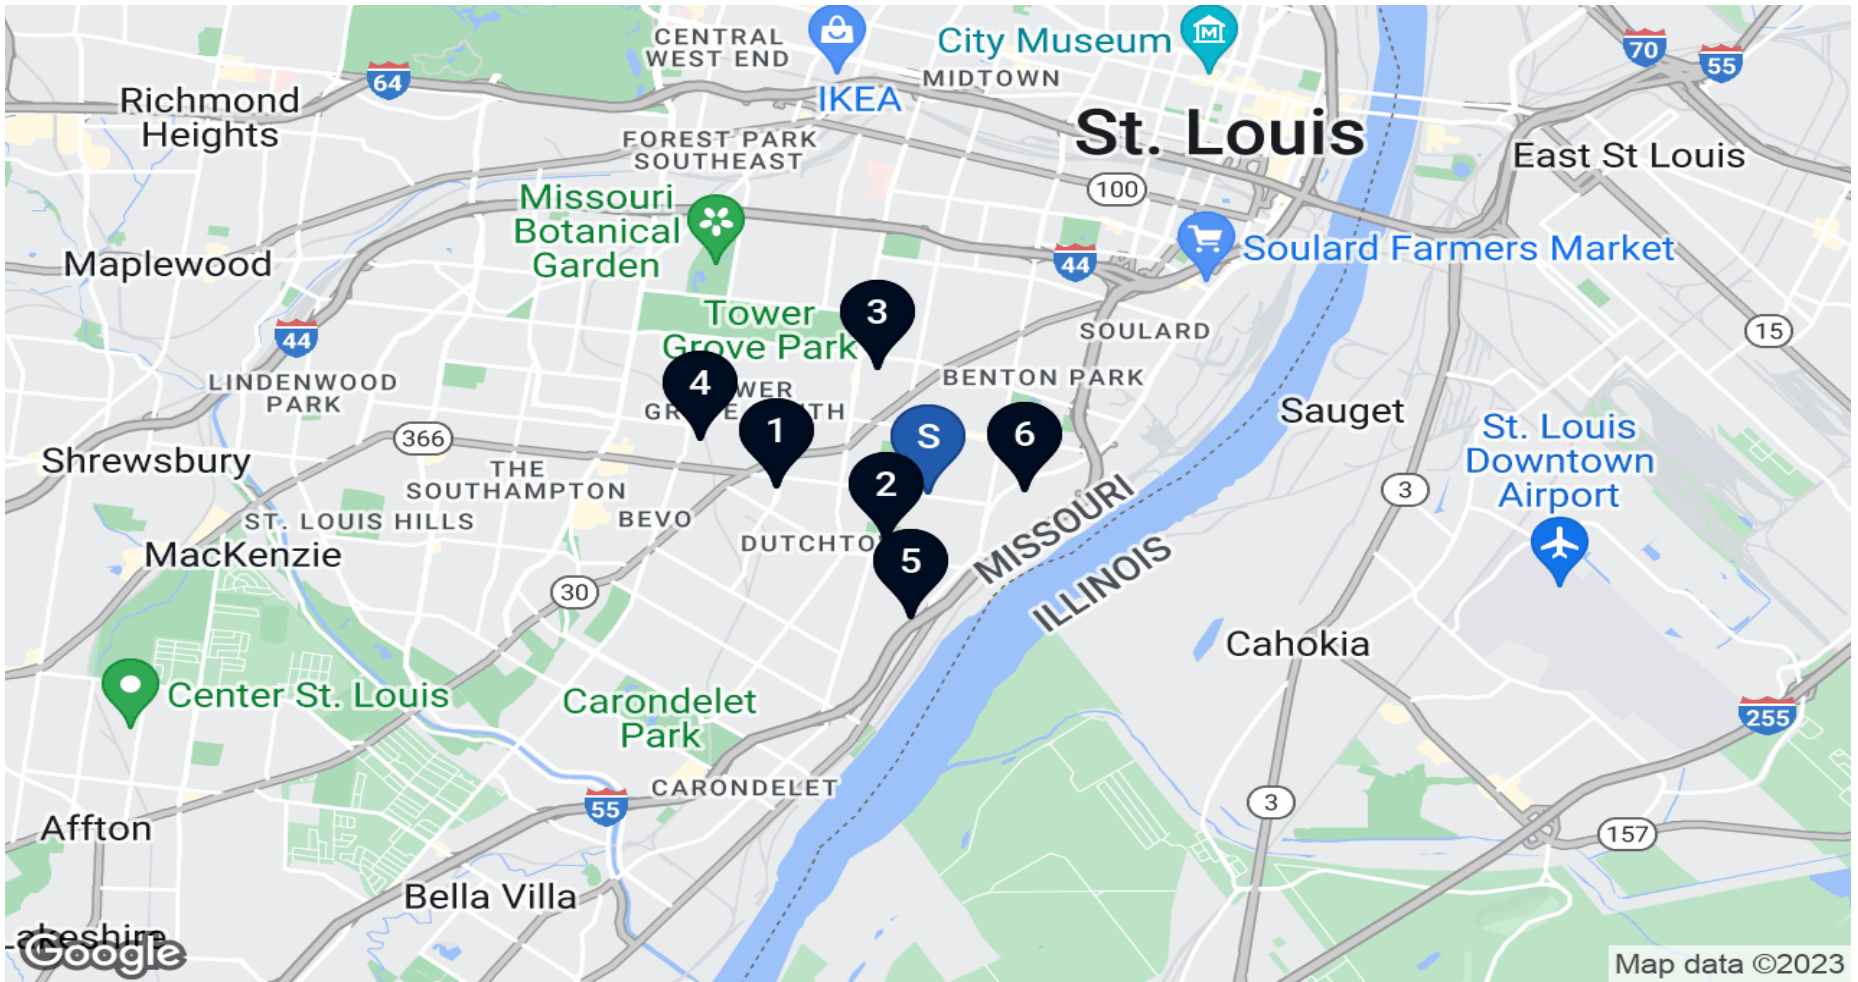 CENTRAL
WEST END
City Museum
MIDTOWN
IKEA
64
70
55
Richmond
Heights
FOREST PARK
SOUTHEAST
St. Louis
East St Louis
100
Missouri
Botanical
Garden
Maplewood
44
Soulard Farmers Market
Tower
Grove Park
3
SOULARD
15
44
LINDENWOOD
PARK
4
BENTON PARK
1
S
6
366
Sauget
St. Louis
Downtown
Airport
Shrewsbury
THE
SOUTHAMPTON
2
3
ST. LOUIS HILLS
BEVO
MISSOURI
ILLINOIS
MacKenzie
5
30
Cahokia
Center St. Louis
Carondelet
Park
255
CARONDELET
55
3
157
Affton
Bella Villa
Google
Map data ©2023